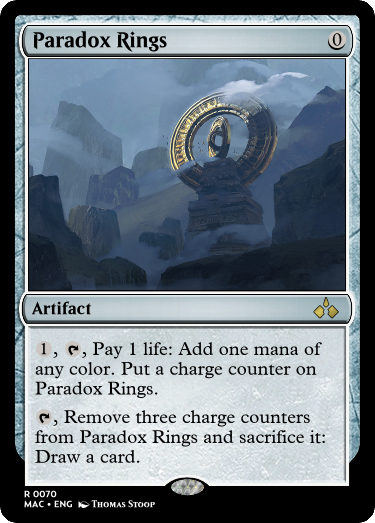 Paradox Rings 0
Artifact
1, T, Pay 1 life: Add one mana of
any color. Put a charge counter on
Paradox Rings.
T, Remove three charge counters
from Paradox Rings and sacrifice it:
Draw a card.
R 0070
MAC • ENG Thomas Stoop